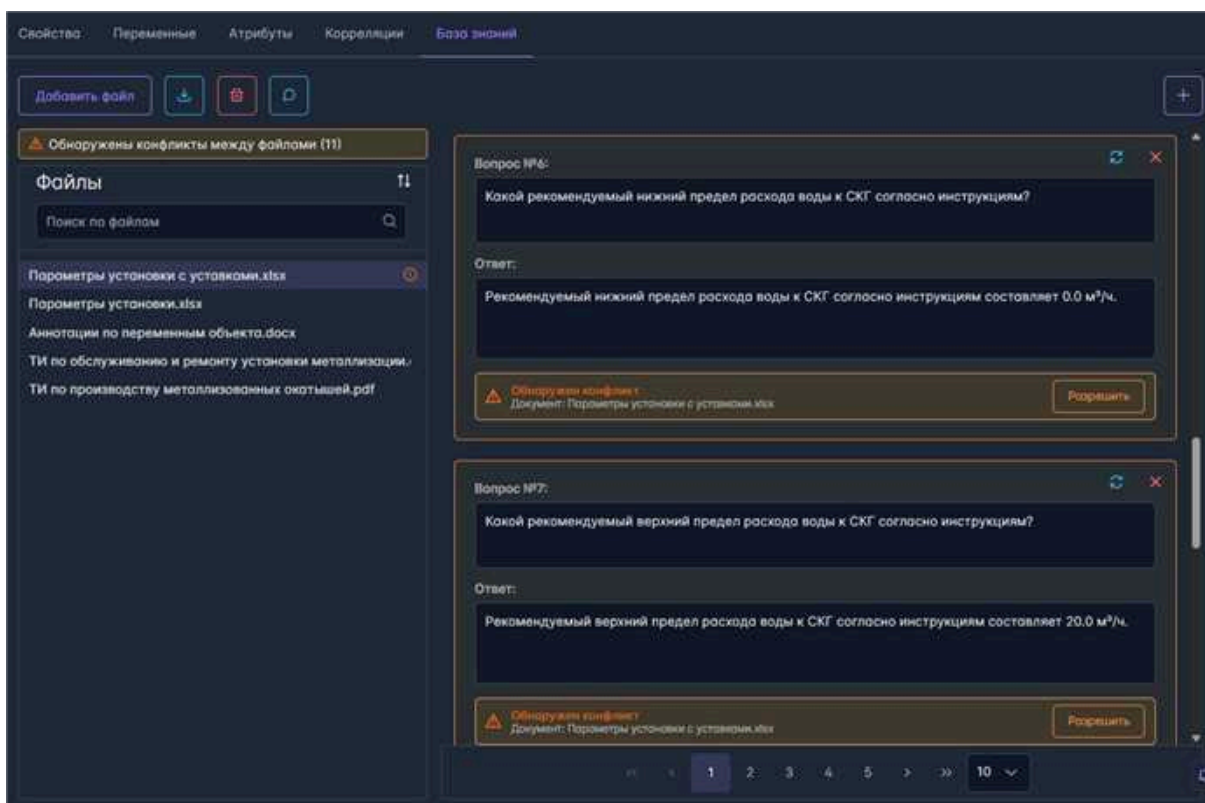 Свойства Переменные Атрибуты Корреляции База знаний
Добавить файл
Обнаружены конфликты между файлами (11)
Файлы
Поиск по файлам
Параметры установки с уставками.xlsx
Параметры установки.xlsx
Аннотации по переменным объекта.docx
ТИ по обслуживанию и ремонту установки металлизации.
ТИ по производству металлизованных окатышей.pdf
Вопрос №6:
Какой рекомендуемый нижний предел расхода воды к СКГ согласно инструкциям?
Ответ:
Рекомендуемый нижний предел расхода воды к СКГ согласно инструкциям составляет 0.0 м³/ч.
Обнаружен конфликт
Документ: Параметры установки с уставками.xlsx
Разрешить
Вопрос №7:
Какой рекомендуемый верхний предел расхода воды к СКГ согласно инструкциям?
Ответ:
Рекомендуемый верхний предел расхода воды к СКГ согласно инструкциям составляет 20.0 м³/ч.
Обнаружен конфликт
Документ: Параметры установки с уставками.xlsx
Разрешить
1 2 3 4 5 10